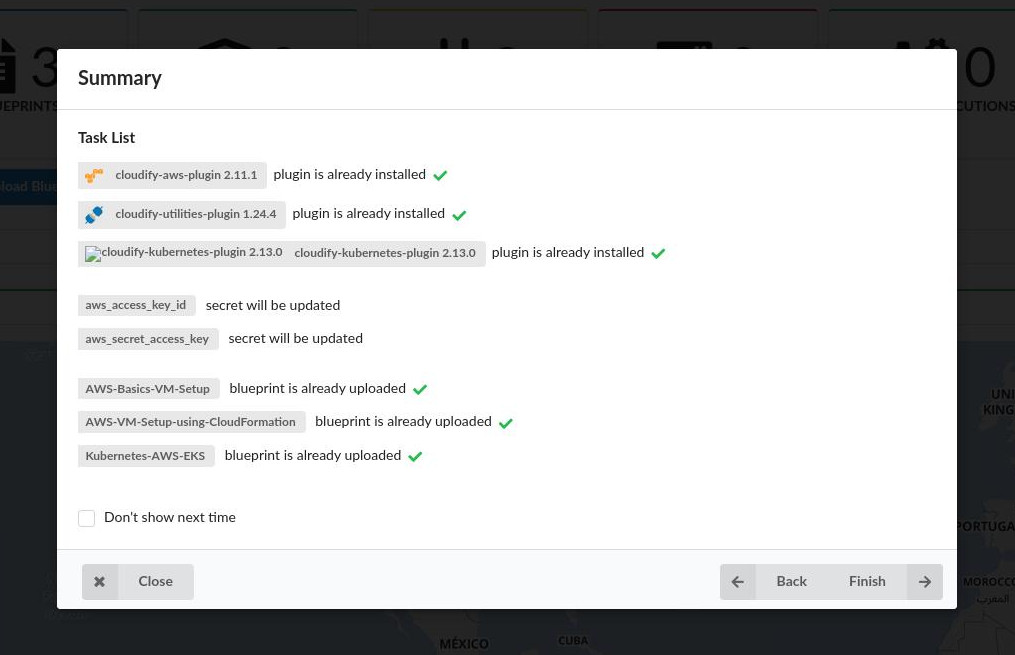 3
0
EPRINTS
CUTIONS
Summary
load Blue
Task List
cloudify-aws-plugin 2.11.1 plugin is already installed
cloudify-utilities-plugin 1.24.4 plugin is already installed
cloudify-kubernetes-plugin 2.13.0 cloudify-kubernetes-plugin 2.13.0 plugin is already installed
aws_access_key_id secret will be updated
aws_secret_access_key secret will be updated
AWS-Basics-VM-Setup blueprint is already uploaded
AWS-VM-Setup-using-CloudFormation blueprint is already uploaded
Kubernetes-AWS-EKS blueprint is already uploaded
UNI
KING
Don't show next time
PORTUGA
Close Back Finish
MOROCCO
المغرب
MÉXICO
CUBA